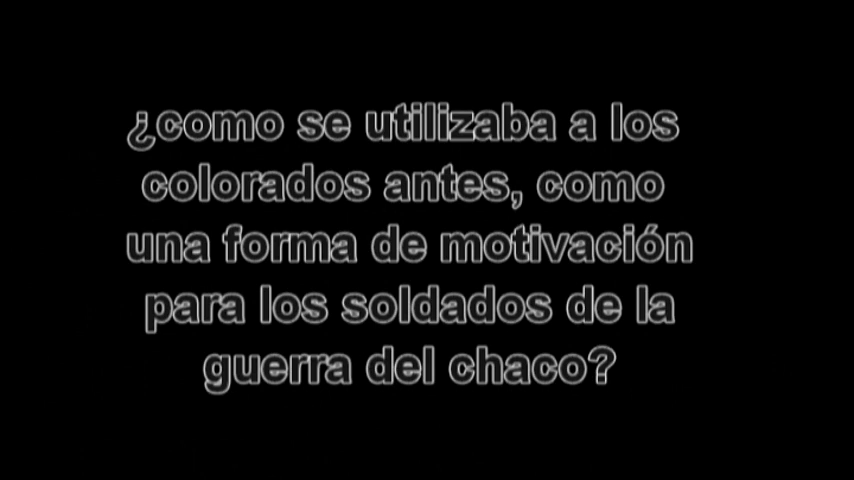 ¿como se utilizaba a los
colorados antes, como
una forma de motivación
para los soldados de la
guerra del chaco?